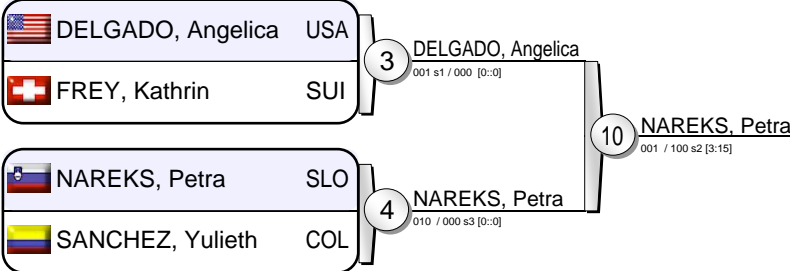 DELGADO, Angelica USA
FREY, Kathrin SUI
3
DELGADO, Angelica
001 s1 / 000 [0::0]
10
NAREKS, Petra
001 / 100 s2 [3:15]
NAREKS, Petra SLO
SANCHEZ, Yulieth COL
4
NAREKS, Petra
010 / 000 s3 [0::0]